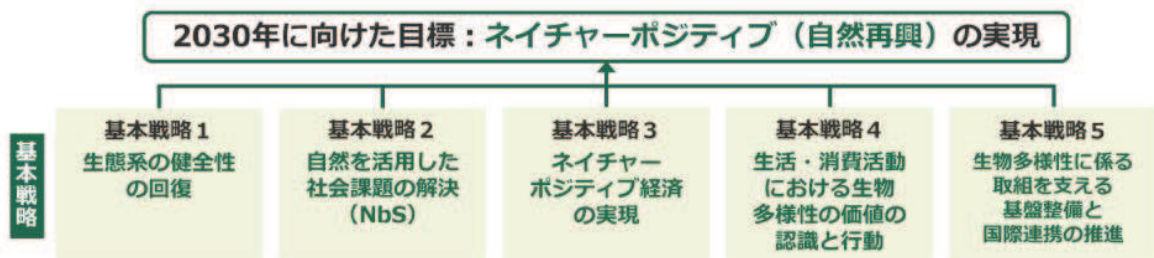 2030年に向けた目標：ネイチャーポジティブ（自然再興）の実現
基本戦略
基本戦略１
生態系の健全性
の回復
基本戦略２
自然を活用した
社会課題の解決
（NbS）
基本戦略３
ネイチャー
ポジティブ経済
の実現
基本戦略４
生活・消費活動
における生物
多様性の価値の
認識と行動
基本戦略５
生物多様性に係る
取組を支える
基盤整備と
国際連携の推進